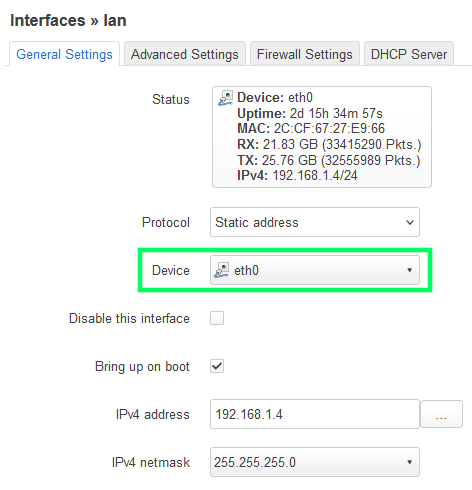 Interfaces » lan
General Settings Advanced Settings Firewall Settings DHCP Server
Status
Device: eth0
Uptime: 2d 15h 34m 57s
MAC: 2C:CF:67:27:E9:66
RX: 21.83 GB (33415290 Pkts.)
TX: 25.76 GB (32555989 Pkts.)
IPv4: 192.168.1.4/24
Protocol Static address
Device eth0
Disable this interface
Bring up on boot
IPv4 address 192.168.1.4 ...
IPv4 netmask 255.255.255.0